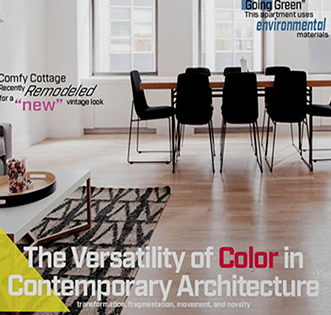 "Going Green"
This apartment uses
environmental
materials
Comfy Cottage
Recently Remodeled
for a "new" vintage look
The Versatility of Color in
Contemporary Architecture
transformation, fragmentation, movement, and novelty